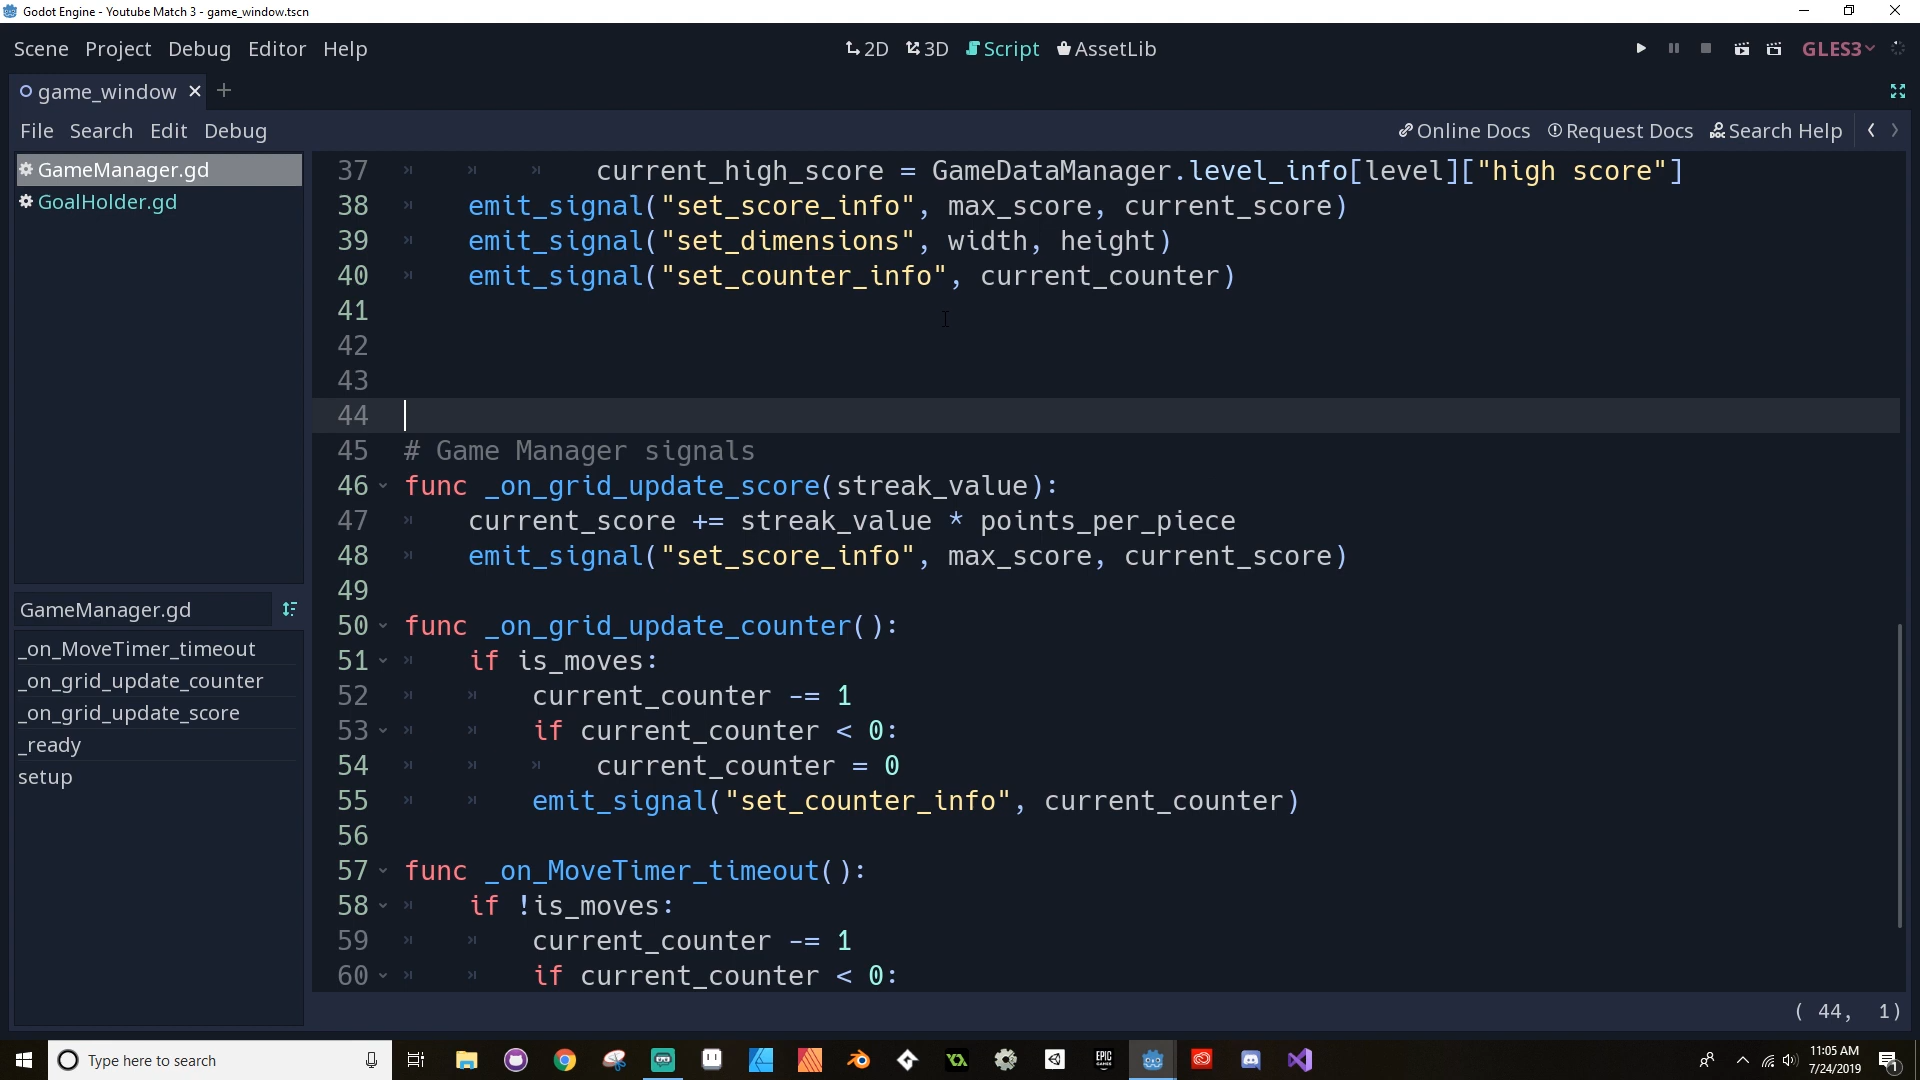 Godot Engine - Youtube Match 3 - game_window.tscn
Scene Project Debug Editor Help
2D 3D Script AssetLib
GLES3
game_window
File Search Edit Debug
Online Docs Request Docs Search Help
GameManager.gd
GoalHolder.gd
37 current_high_score = GameDataManager.level_info[level]["high score"]
38 emit_signal("set_score_info", max_score, current_score)
39 emit_signal("set_dimensions", width, height)
40 emit_signal("set_counter_info", current_counter)
41
42
43
44
45 # Game Manager signals
46 func _on_grid_update_score(streak_value):
47 current_score += streak_value * points_per_piece
48 emit_signal("set_score_info", max_score, current_score)
49
50 func _on_grid_update_counter():
51 if is_moves:
52 current_counter -= 1
53 if current_counter < 0:
54 current_counter = 0
55 emit_signal("set_counter_info", current_counter)
56
57 func _on_MoveTimer_timeout():
58 if !is_moves:
59 current_counter -= 1
60 if current_counter < 0:
GameManager.gd
_on_MoveTimer_timeout
_on_grid_update_counter
_on_grid_update_score
_ready
setup
( 44, 1)
Type here to search
EPIC GAMES
11:05 AM
7/24/2019
1